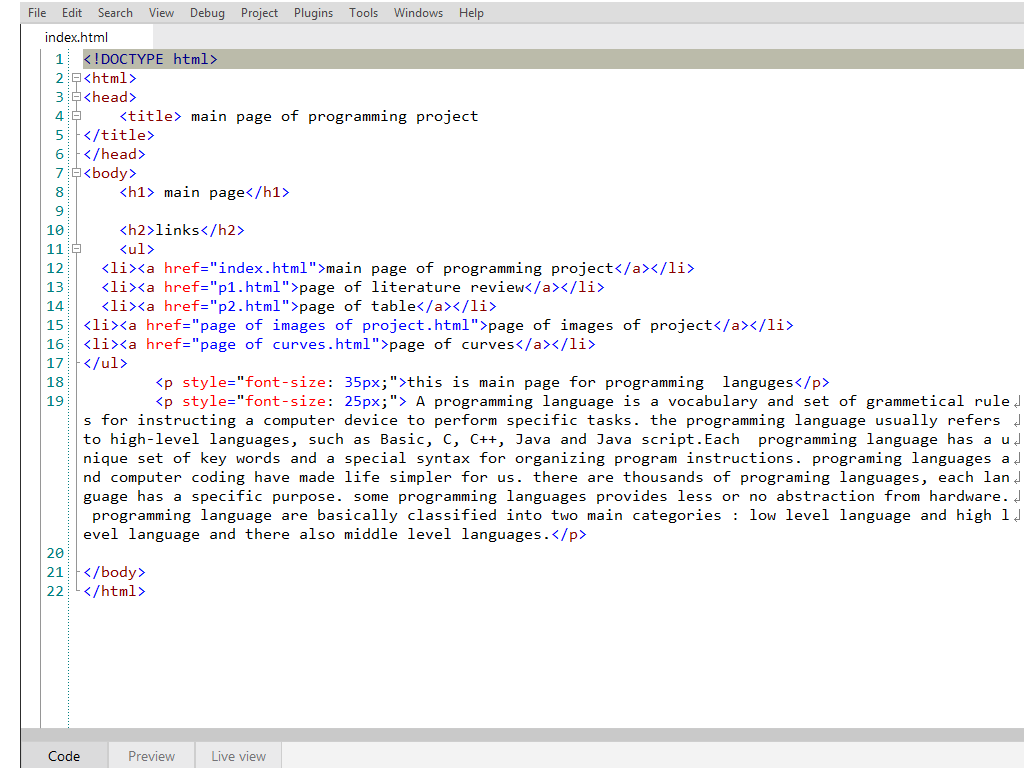 File Edit Search View Debug Project Plugins Tools Windows Help
index.html
1 <!DOCTYPE html>
2 <html>
3 <head>
4     <title> main page of programming project
5 </title>
6 </head>
7 <body>
8     <h1> main page</h1>
9
10     <h2>links</h2>
11     <ul>
12   <li><a href="index.html">main page of programming project</a></li>
13   <li><a href="p1.html">page of literature review</a></li>
14   <li><a href="p2.html">page of table</a></li>
15 <li><a href="page of images of project.html">page of images of project</a></li>
16 <li><a href="page of curves.html">page of curves</a></li>
17 </ul>
18         <p style="font-size: 35px;">this is main page for programming  languges</p>
19         <p style="font-size: 25px;"> A programming language is a vocabulary and set of grammetical rule
s for instructing a computer device to perform specific tasks. the programming language usually refers
to high-level languages, such as Basic, C, C++, Java and Java script.Each  programming language has a u
nique set of key words and a special syntax for organizing program instructions. programing languages a
nd computer coding have made life simpler for us. there are thousands of programing languages, each lan
guage has a specific purpose. some programming languages provides less or no abstraction from hardware.
 programming language are basically classified into two main categories : low level language and high l
evel language and there also middle level languages.</p>
20
21 </body>
22 </html>
Code Preview Live view